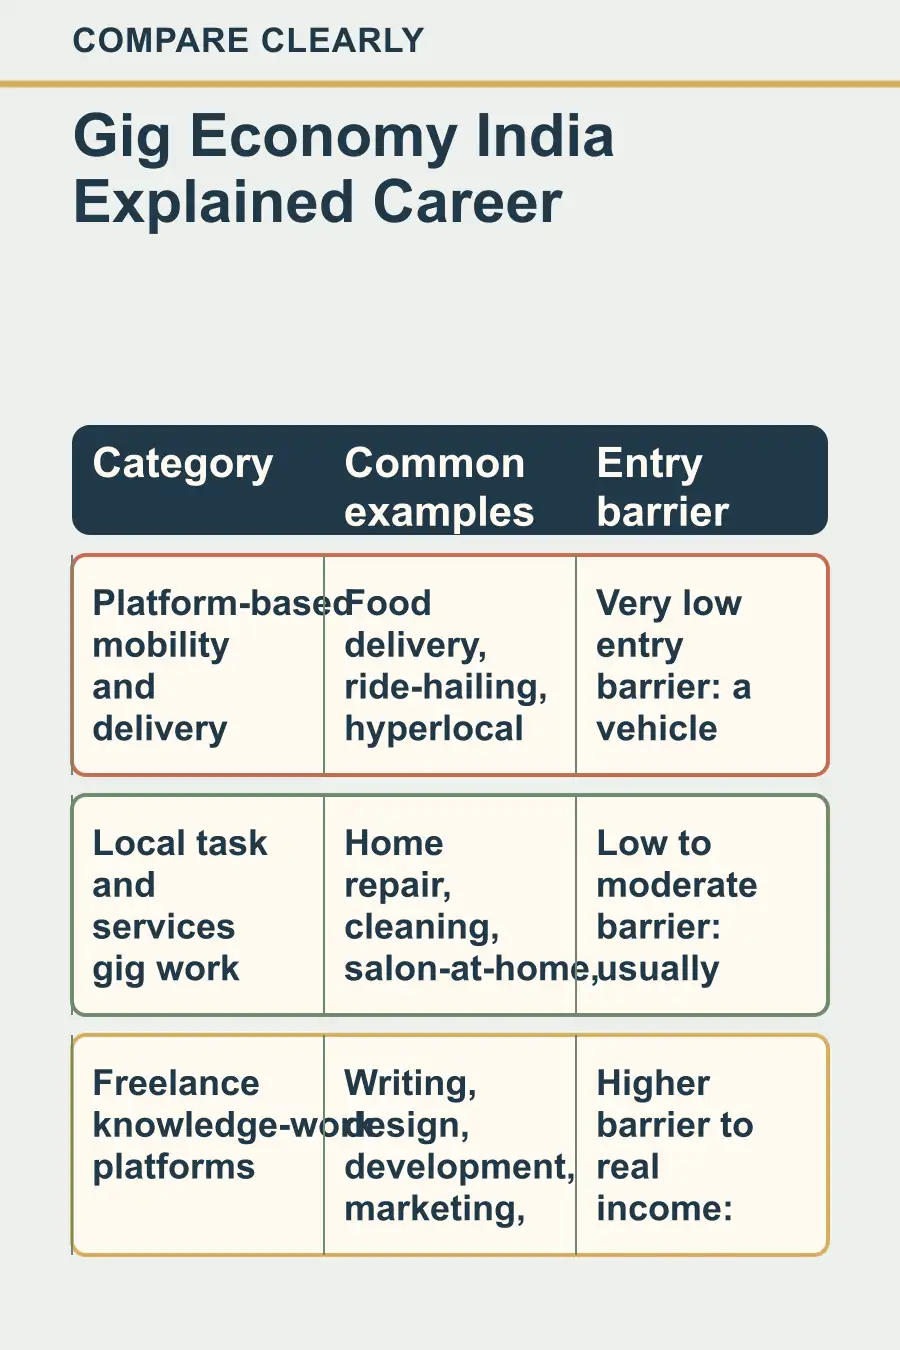 COMPARE CLEARLY
Gig Economy India
Explained Career
Category
Common
examples
Entry
barrier
Platform-based
mobility
and
delivery
Food
delivery,
ride-hailing,
hyperlocal
Very low
entry
barrier: a
vehicle
Local task
and
services
gig work
Home
repair,
cleaning,
salon-at-home,
Low to
moderate
barrier:
usually
Freelance
knowledge-work
platforms
Writing,
design,
development,
marketing,
Higher
barrier to
real
income: